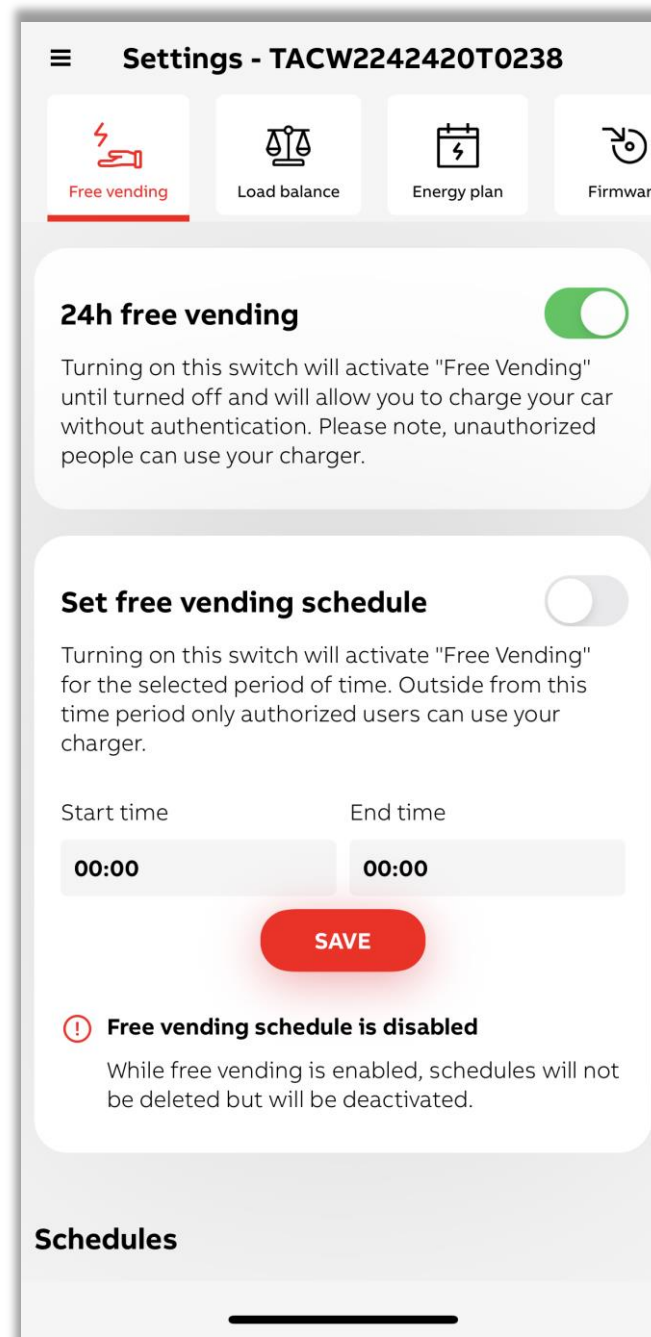 Settings - TACW2242420T0238
Free vending
Load balance
Energy plan
Firmwar
24h free vending
Turning on this switch will activate "Free Vending"
until turned off and will allow you to charge your car
without authentication. Please note, unauthorized
people can use your charger.
Set free vending schedule
Turning on this switch will activate "Free Vending"
for the selected period of time. Outside from this
time period only authorized users can use your
charger.
Start time
End time
00:00
00:00
SAVE
Free vending schedule is disabled
While free vending is enabled, schedules will not
be deleted but will be deactivated.
Schedules